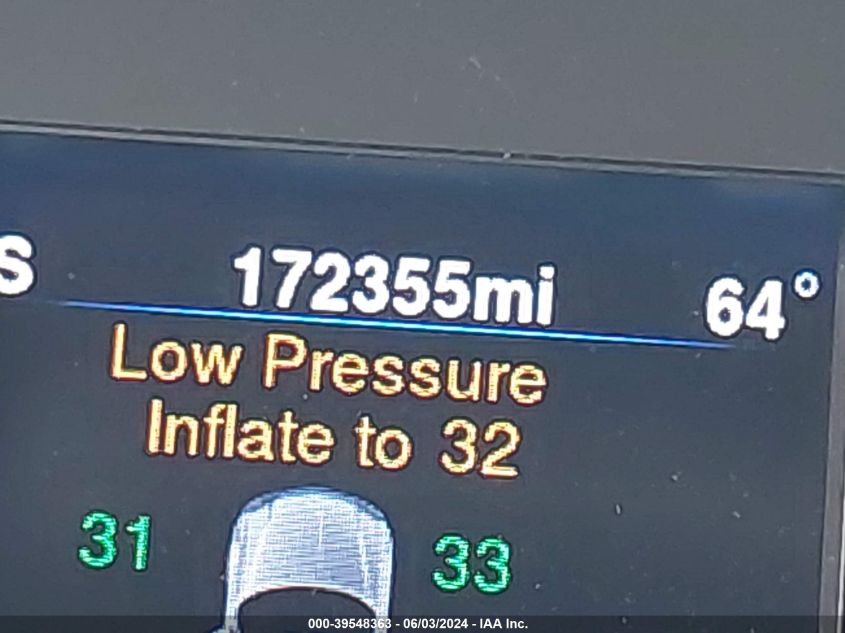 S 172355mi 64°
Low Pressure
Inflate to 32
31 33
000-39548363 - 06/03/2024 - IAA Inc.